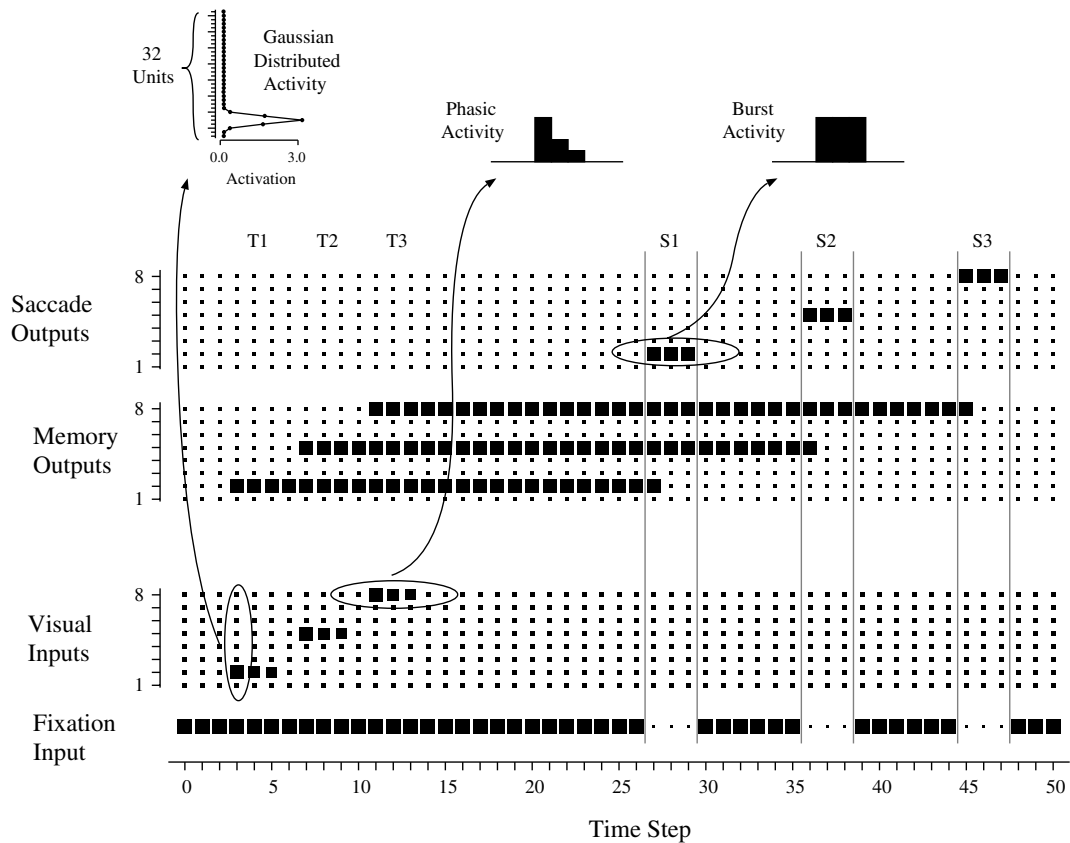 32
Units
Gaussian
Distributed
Activity
0.0 3.0
Activation
Phasic
Activity
Burst
Activity
T1 T2 T3 S1 S2 S3
8
Saccade
Outputs
1
8
Memory
Outputs
1
8
Visual
Inputs
1
Fixation
Input
0 5 10 15 20 25 30 35 40 45 50
Time Step